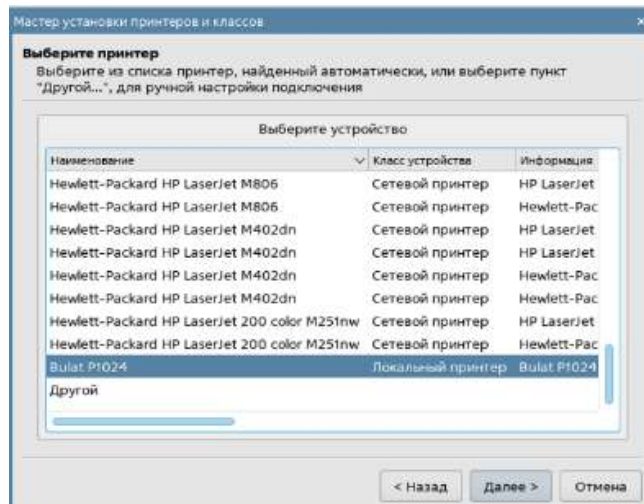 Мастер установки принтеров и классов
Выберите принтер
Выберите из списка принтер, найденный автоматически, или выберите пункт
"Другой...", для ручной настройки подключения
Выберите устройство
Наименование Класс устройства Информация
Hewlett-Packard HP LaserJet M806 Сетевой принтер HP LaserJet
Hewlett-Packard HP LaserJet M806 Сетевой принтер Hewlett-Pac
Hewlett-Packard HP LaserJet M402dn Сетевой принтер HP LaserJet
Hewlett-Packard HP LaserJet M402dn Сетевой принтер HP LaserJet
Hewlett-Packard HP LaserJet M402dn Сетевой принтер Hewlett-Pac
Hewlett-Packard HP LaserJet M402dn Сетевой принтер Hewlett-Pac
Hewlett-Packard HP LaserJet 200 color M251nw Сетевой принтер HP LaserJet
Hewlett-Packard HP LaserJet 200 color M251nw Сетевой принтер Hewlett-Pac
Bulat P1024 Локальный принтер Bulat P1024
Другой
< Назад Далее > Отмена